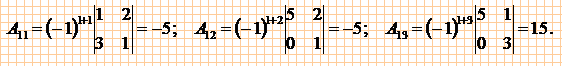 A₁₁ = (−1)¹⁺¹ |1 2; 3 1| = −5; A₁₂ = (−1)¹⁺² |5 2; 0 1| = −5; A₁₃ = (−1)¹⁺³ |5 1; 0 3| = 15.